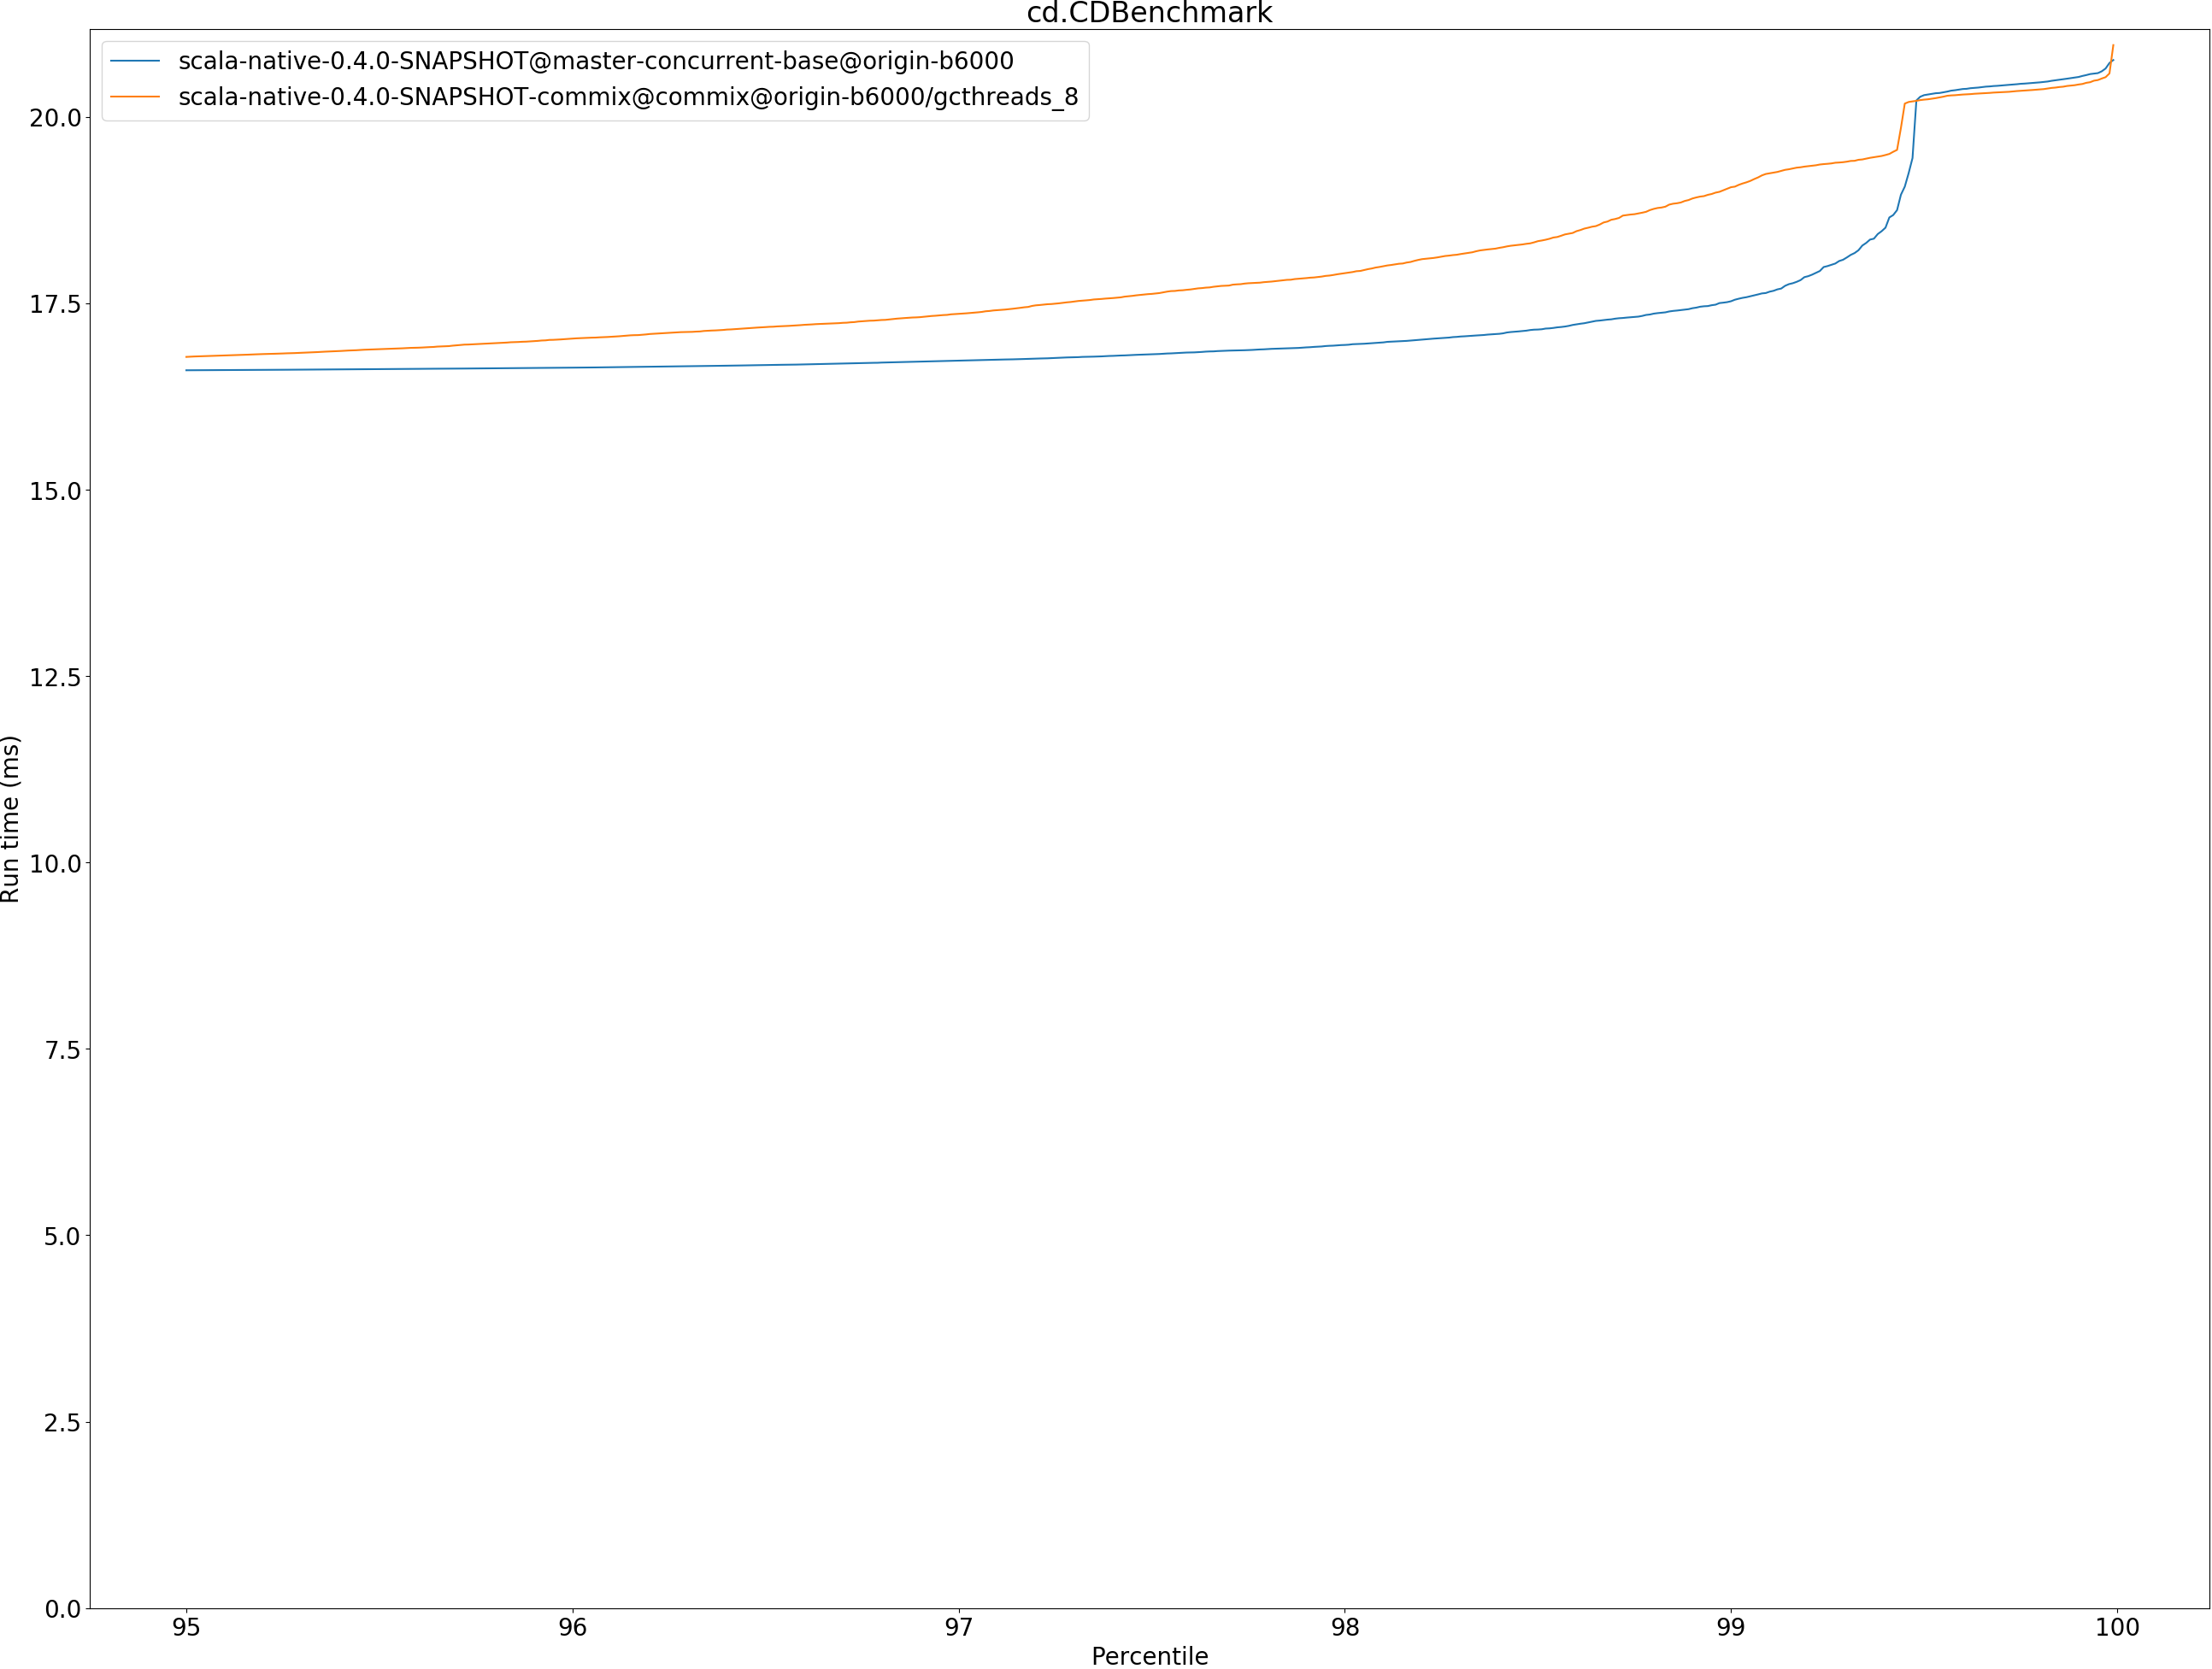 cd.CDBenchmark
scala-native-0.4.0-SNAPSHOT@master-concurrent-base@origin-b6000
scala-native-0.4.0-SNAPSHOT-commix@commix@origin-b6000/gcthreads_8
20.0
17.5
15.0
12.5
10.0
7.5
5.0
2.5
0.0
Run time (ms)
95 96 97 98 99 100
Percentile